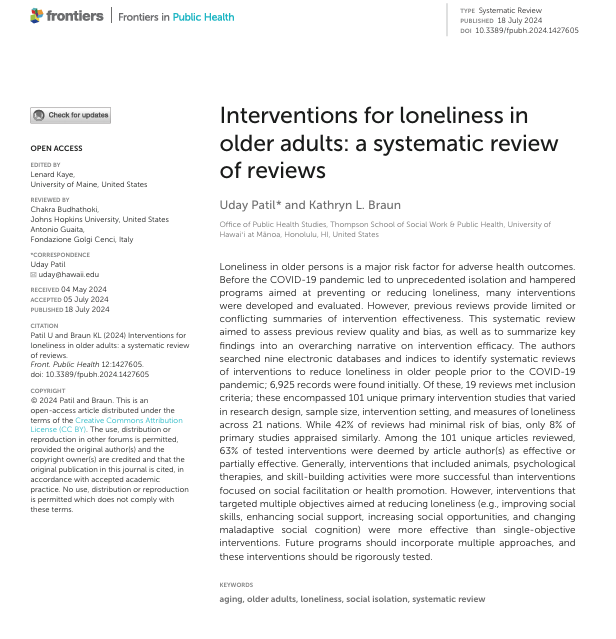 frontiers | Frontiers in Public Health
TYPE Systematic Review
PUBLISHED 18 July 2024
DOI 10.3389/fpubh.2024.1427605
Check for updates
OPEN ACCESS
EDITED BY
Lenard Kaye,
University of Maine, United States
REVIEWED BY
Chakra Budhathoki,
Johns Hopkins University, United States
Antonio Guaita,
Fondazione Golgi Cenci, Italy
*CORRESPONDENCE
Uday Patil
uday@hawaii.edu
RECEIVED 04 May 2024
ACCEPTED 05 July 2024
PUBLISHED 18 July 2024
CITATION
Patil U and Braun KL (2024) Interventions for
loneliness in older adults: a systematic review
of reviews.
Front. Public Health 12:1427605.
doi: 10.3389/fpubh.2024.1427605
COPYRIGHT
© 2024 Patil and Braun. This is an
open-access article distributed under the
terms of the Creative Commons Attribution
License (CC BY). The use, distribution or
reproduction in other forums is permitted,
provided the original author(s) and the
copyright owner(s) are credited and that the
original publication in this journal is cited, in
accordance with accepted academic
practice. No use, distribution or reproduction
is permitted which does not comply with
these terms.
Interventions for loneliness in
older adults: a systematic review
of reviews
Uday Patil* and Kathryn L. Braun
Office of Public Health Studies, Thompson School of Social Work & Public Health, University of
Hawai'i at Mānoa, Honolulu, HI, United States
Loneliness in older persons is a major risk factor for adverse health outcomes.
Before the COVID-19 pandemic led to unprecedented isolation and hampered
programs aimed at preventing or reducing loneliness, many interventions
were developed and evaluated. However, previous reviews provide limited or
conflicting summaries of intervention effectiveness. This systematic review
aimed to assess previous review quality and bias, as well as to summarize key
findings into an overarching narrative on intervention efficacy. The authors
searched nine electronic databases and indices to identify systematic reviews
of interventions to reduce loneliness in older people prior to the COVID-19
pandemic; 6,925 records were found initially. Of these, 19 reviews met inclusion
criteria; these encompassed 101 unique primary intervention studies that varied
in research design, sample size, intervention setting, and measures of loneliness
across 21 nations. While 42% of reviews had minimal risk of bias, only 8% of
primary studies appraised similarly. Among the 101 unique articles reviewed,
63% of tested interventions were deemed by article author(s) as effective or
partially effective. Generally, interventions that included animals, psychological
therapies, and skill-building activities were more successful than interventions
focused on social facilitation or health promotion. However, interventions that
targeted multiple objectives aimed at reducing loneliness (e.g., improving social
skills, enhancing social support, increasing social opportunities, and changing
maladaptive social cognition) were more effective than single-objective
interventions. Future programs should incorporate multiple approaches, and
these interventions should be rigorously tested.
KEYWORDS
aging, older adults, loneliness, social isolation, systematic review